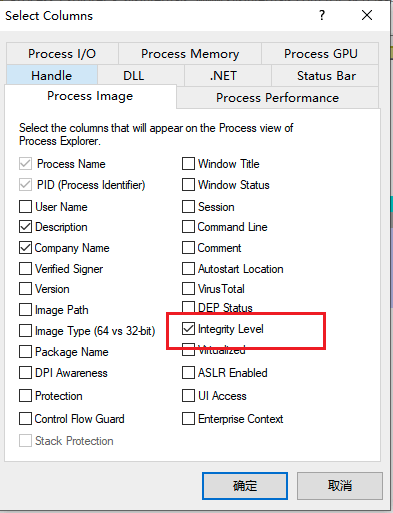 Select Columns
?
Process I/O
Process Memory
Process GPU
Handle
DLL
.NET
Status Bar
Process Image
Process Performance
Select the columns that will appear on the Process view of
Process Explorer.
Process Name
PID (Process Identifier)
User Name
Description
Company Name
Verified Signer
Version
Image Path
Image Type (64 vs 32-bit)
Package Name
DPI Awareness
Protection
Control Flow Guard
Stack Protection
Window Title
Window Status
Session
Command Line
Comment
Autostart Location
VirusTotal
DEP Status
Integrity Level
Virtualized
ASLR Enabled
UI Access
Enterprise Context
确定
取消